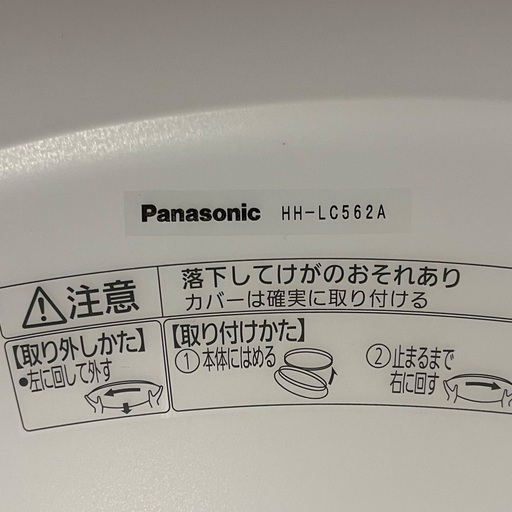 Panasonic HH-LC562A
注意
落下してけがのおそれあり
カバーは確実に取り付ける
【取り外しかた】
●左に回して外す
【取り付けかた】
①本体にはめる
②止まるまで
右に回す